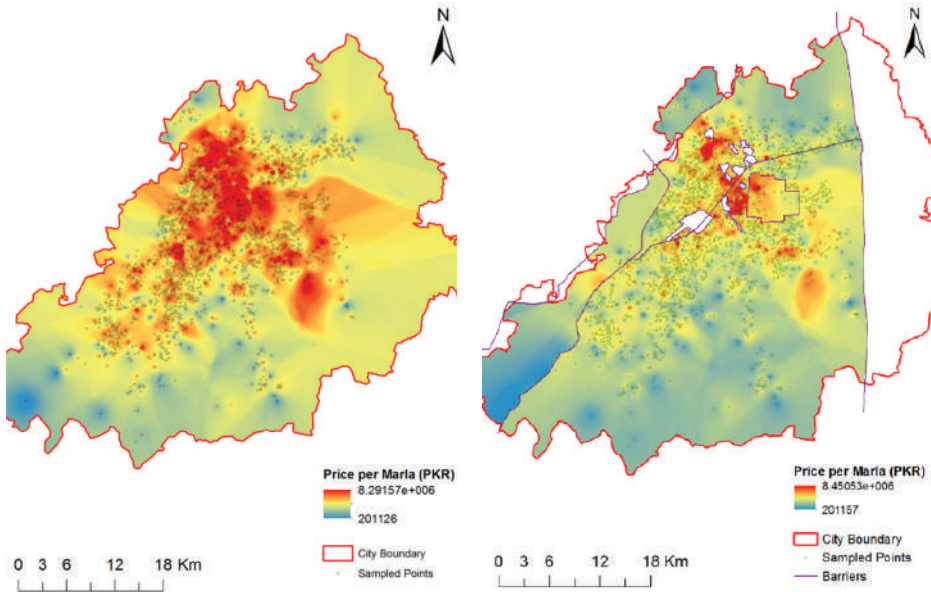 N
Price per Marla (PKR)
8.29157e+006
201126
City Boundary
Sampled Points
0 3 6 12 18 Km
N
Price per Marla (PKR)
8.45053e+006
201157
City Boundary
Sampled Points
Barriers
0 3 6 12 18 Km